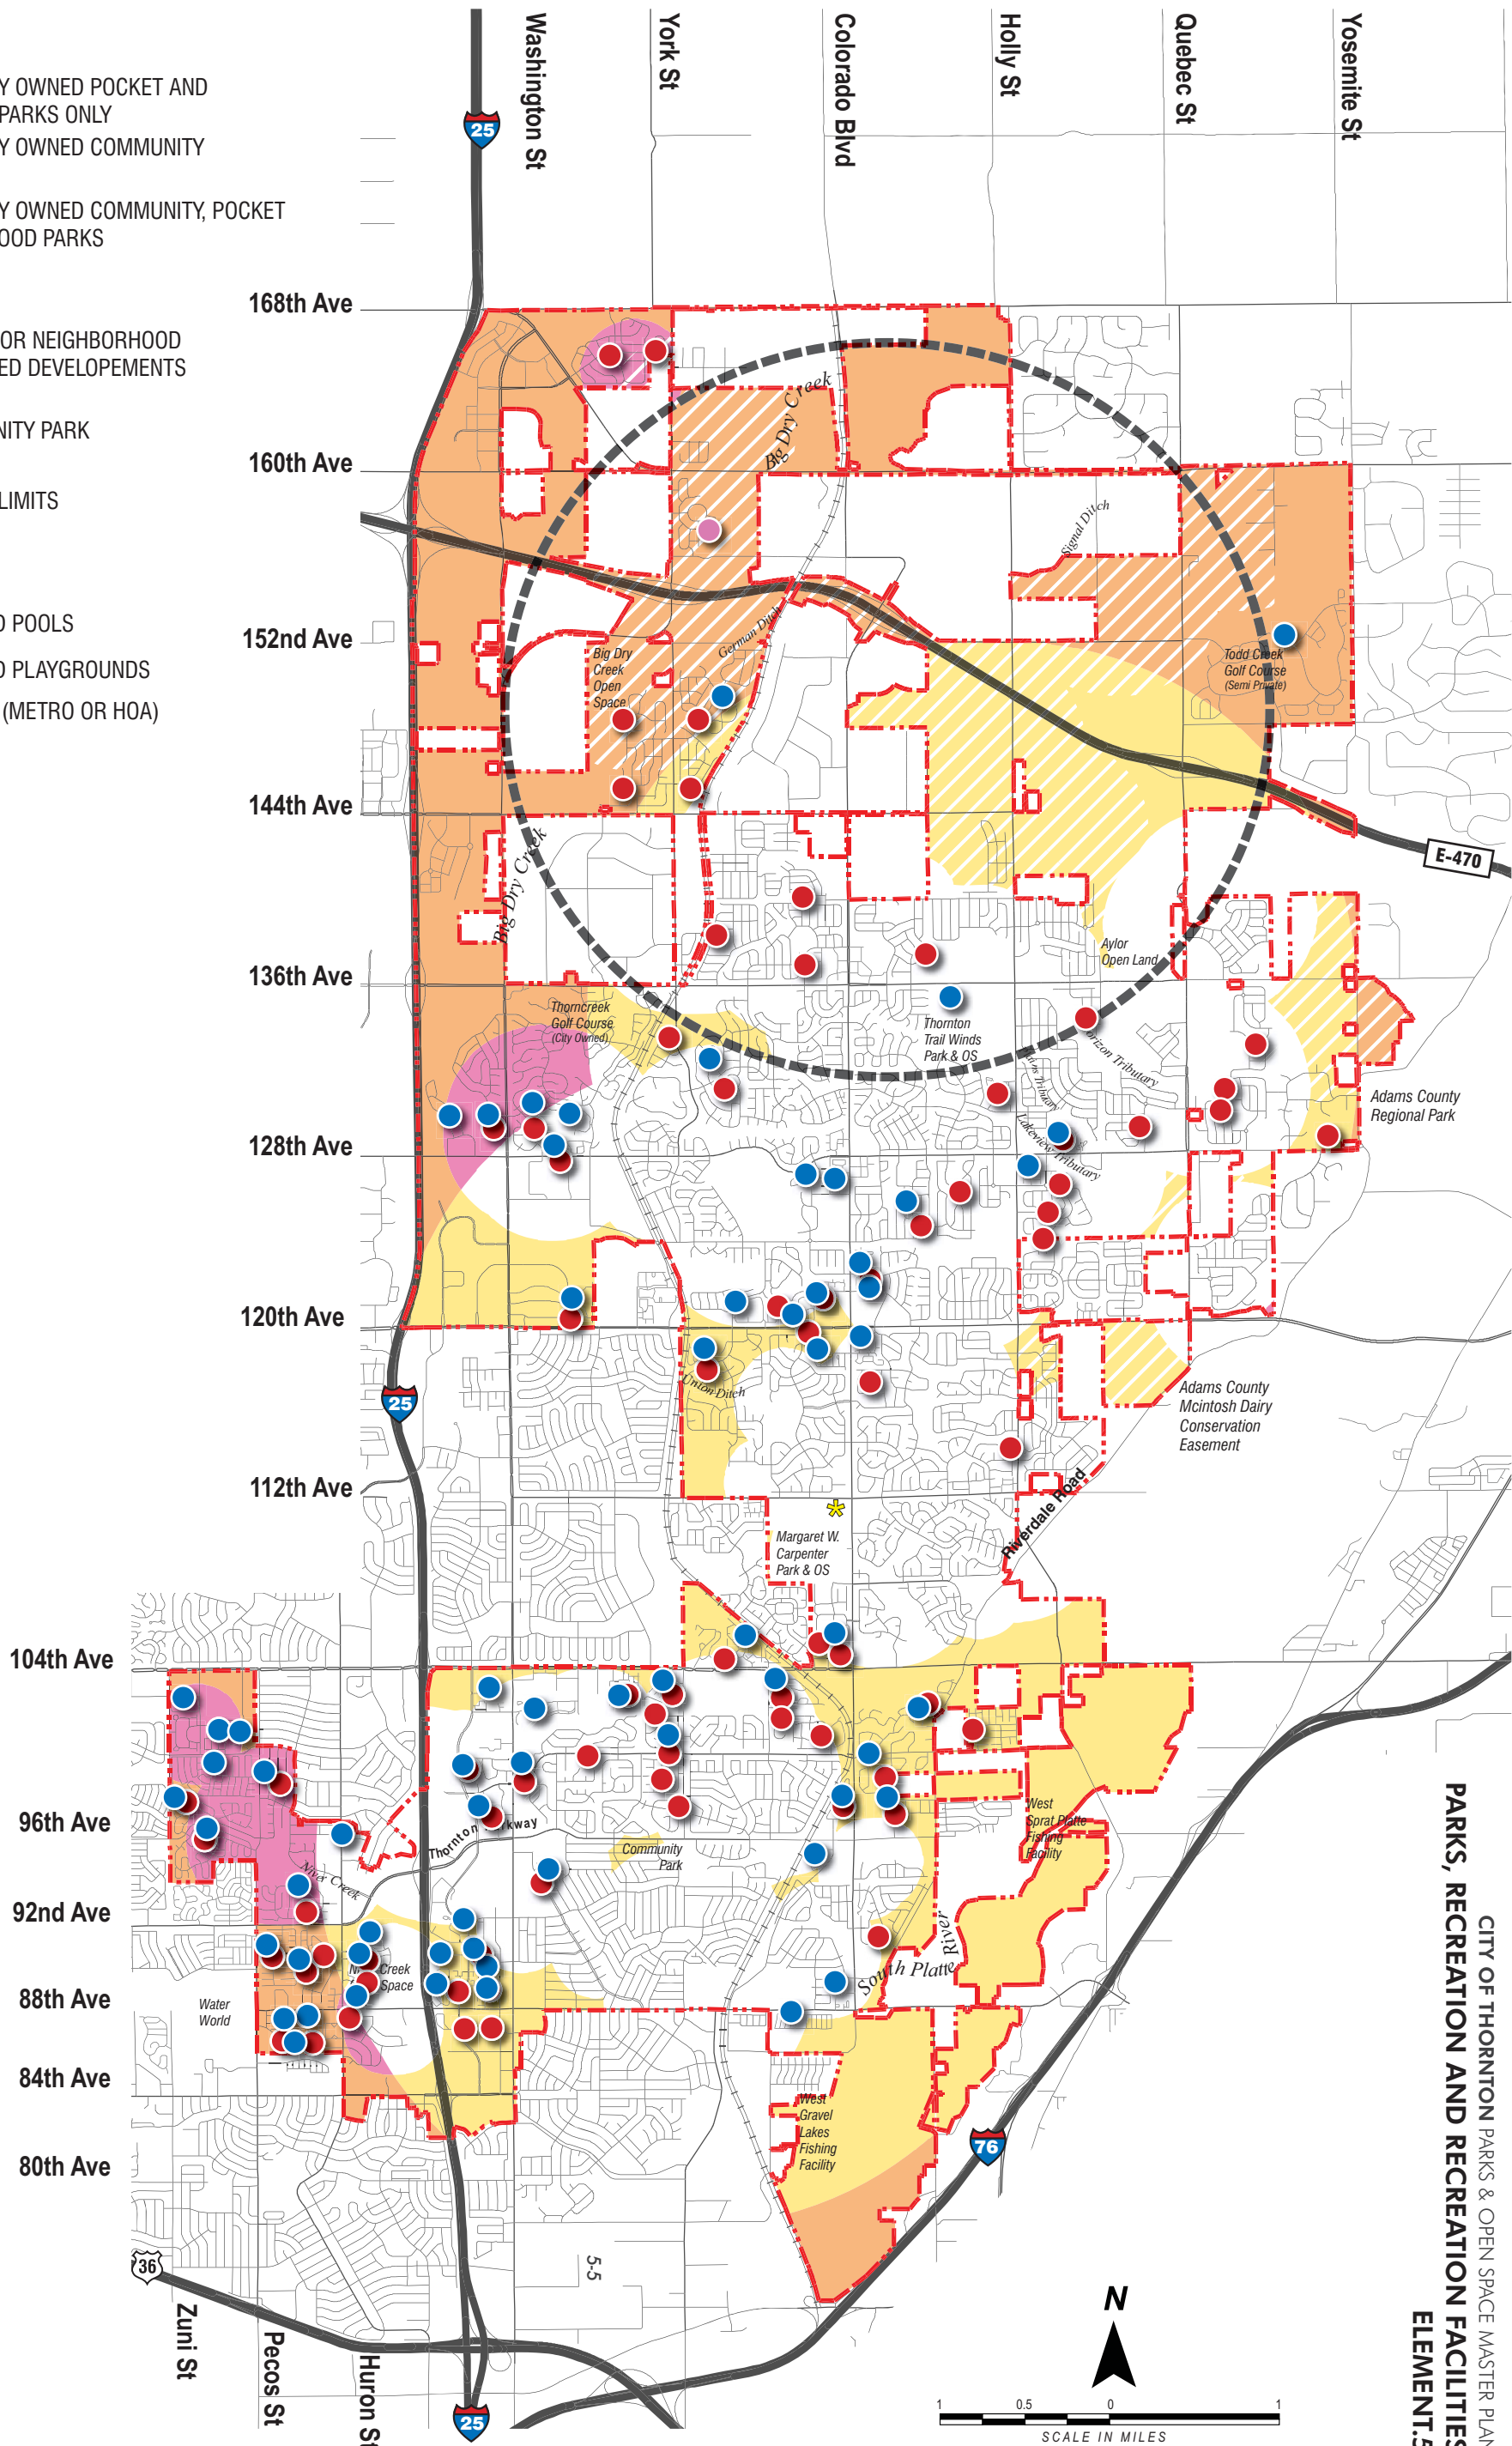 Y OWNED POCKET AND
PARKS ONLY
Y OWNED COMMUNITY
Y OWNED COMMUNITY, POCKET
OOD PARKS
OR NEIGHBORHOOD
ED DEVELOPEMENTS
NITY PARK
LIMITS
D POOLS
D PLAYGROUNDS
(METRO OR HOA)
Washington St
York St
Colorado Blvd
Holly St
Quebec St
Yosemite St
25
168th Ave
Big Dry Creek
160th Ave
Signal Ditch
152nd Ave
German Ditch
Big Dry
Creek
Open
Space
Todd Creek
Golf Course
(Semi Private)
144th Ave
E-470
Big Dry Creek
Aylor
Open Land
136th Ave
Thorncreek
Golf Course
(City Owned)
Thornton
Trail Winds
Park & OS
orizon Tributary
Tributary
Lakeview Tributary
Adams County
Regional Park
128th Ave
120th Ave
Union Ditch
25
Adams County
Mcintosh Dairy
Conservation
Easement
112th Ave
Riverdale Road
*
Margaret W.
Carpenter
Park & OS
104th Ave
96th Ave
Thornton
rkway
Community
Park
West
Sprat Platte
Fishing
Facility
Niver Creek
92nd Ave
N
Creek
Space
South Platte River
88th Ave
Water
World
84th Ave
West
Gravel
Lakes
Fishing
Facility
76
80th Ave
36
5-5
Zuni St
Pecos St
Huron St
25
N
1 0.5 0 1
SCALE IN MILES
CITY OF THORNTON PARKS & OPEN SPACE MASTER PLAN
PARKS, RECREATION AND RECREATION FACILITIES
ELEMENT.5